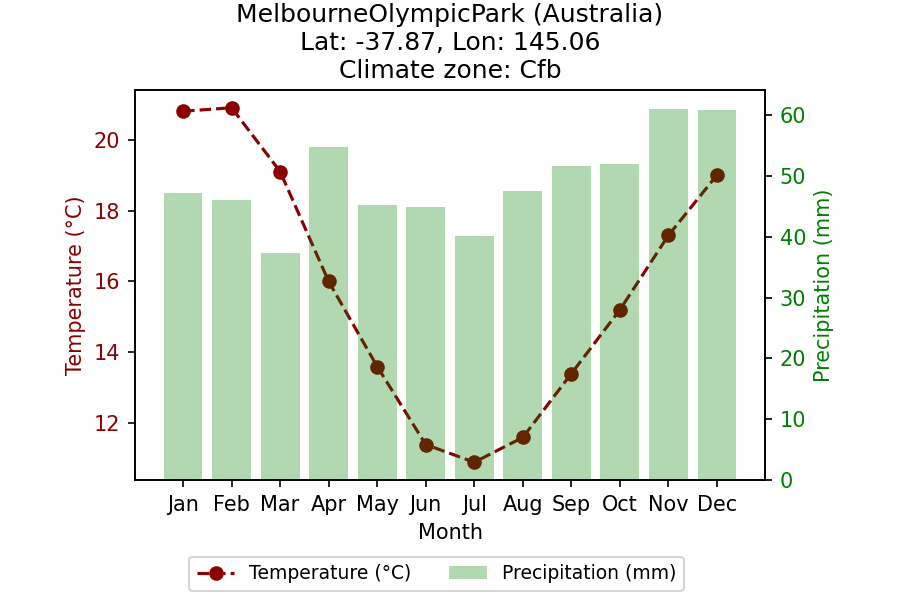 MelbourneOlympicPark (Australia)
Lat: -37.87, Lon: 145.06
Climate zone: Cfb
Temperature (°C)
20
18
16
14
12
Precipitation (mm)
60
50
40
30
20
10
0
Jan Feb Mar Apr May Jun Jul Aug Sep Oct Nov Dec
Month
Temperature (°C) Precipitation (mm)